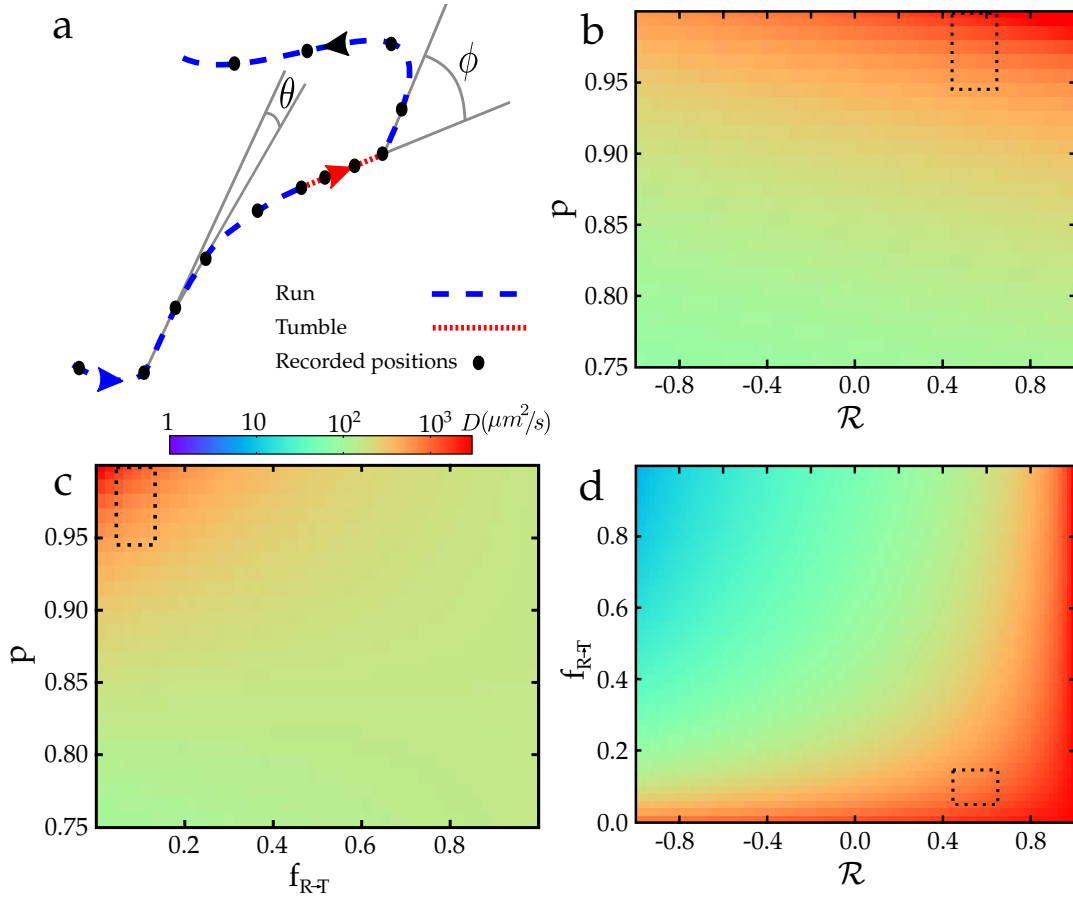 a
θ
ϕ
Run
Tumble
Recorded positions
b
0.95
0.90
0.85
0.80
0.75
p
-0.8 -0.4 0.0 0.4 0.8
ℛ
1 10 10² 10³ D(μm²/s)
c
0.95
0.90
0.85
0.80
0.75
p
0.2 0.4 0.6 0.8
f_R→T
d
0.8
0.6
0.4
0.2
0.0
f_R→T
-0.8 -0.4 0.0 0.4 0.8
ℛ